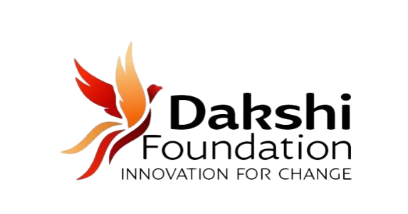 Dakshi
Foundation
INNOVATION FOR CHANGE